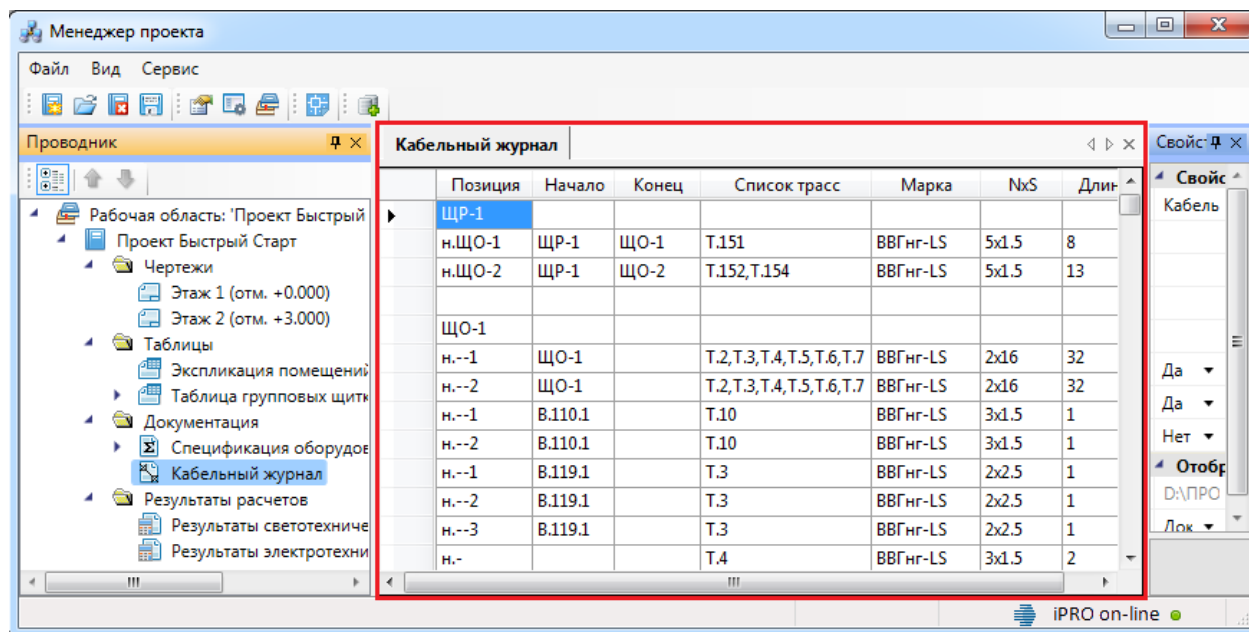 Менеджер проекта
Файл Вид Сервис
Проводник
Рабочая область: 'Проект Быстрый
Проект Быстрый Старт
Чертежи
Этаж 1 (отм. +0.000)
Этаж 2 (отм. +3.000)
Таблицы
Экспликация помещений
Таблица групповых щитк
Документация
Спецификация оборудов
Кабельный журнал
Результаты расчетов
Результаты светотехниче
Результаты электротехни
Кабельный журнал
Позиция Начало Конец Список трасс Марка NxS Длин
ЩР-1
н.ЩО-1 ЩР-1 ЩО-1 Т.151 ВВГнг-LS 5x1.5 8
н.ЩО-2 ЩР-1 ЩО-2 Т.152,Т.154 ВВГнг-LS 5x1.5 13
ЩО-1
н.--1 ЩО-1 Т.2,Т.3,Т.4,Т.5,Т.6,Т.7 ВВГнг-LS 2x16 32
н.--2 ЩО-1 Т.2,Т.3,Т.4,Т.5,Т.6,Т.7 ВВГнг-LS 2x16 32
н.--1 В.110.1 Т.10 ВВГнг-LS 3x1.5 1
н.--2 В.110.1 Т.10 ВВГнг-LS 3x1.5 1
н.--1 В.119.1 Т.3 ВВГнг-LS 2x2.5 1
н.--2 В.119.1 Т.3 ВВГнг-LS 2x2.5 1
н.--3 В.119.1 Т.3 ВВГнг-LS 2x2.5 1
н.- Т.4 ВВГнг-LS 3x1.5 2
Свойст
Свойс
Кабель
Да
Да
Нет
Отобр
D:\ПРО
Док
iPRO on-line